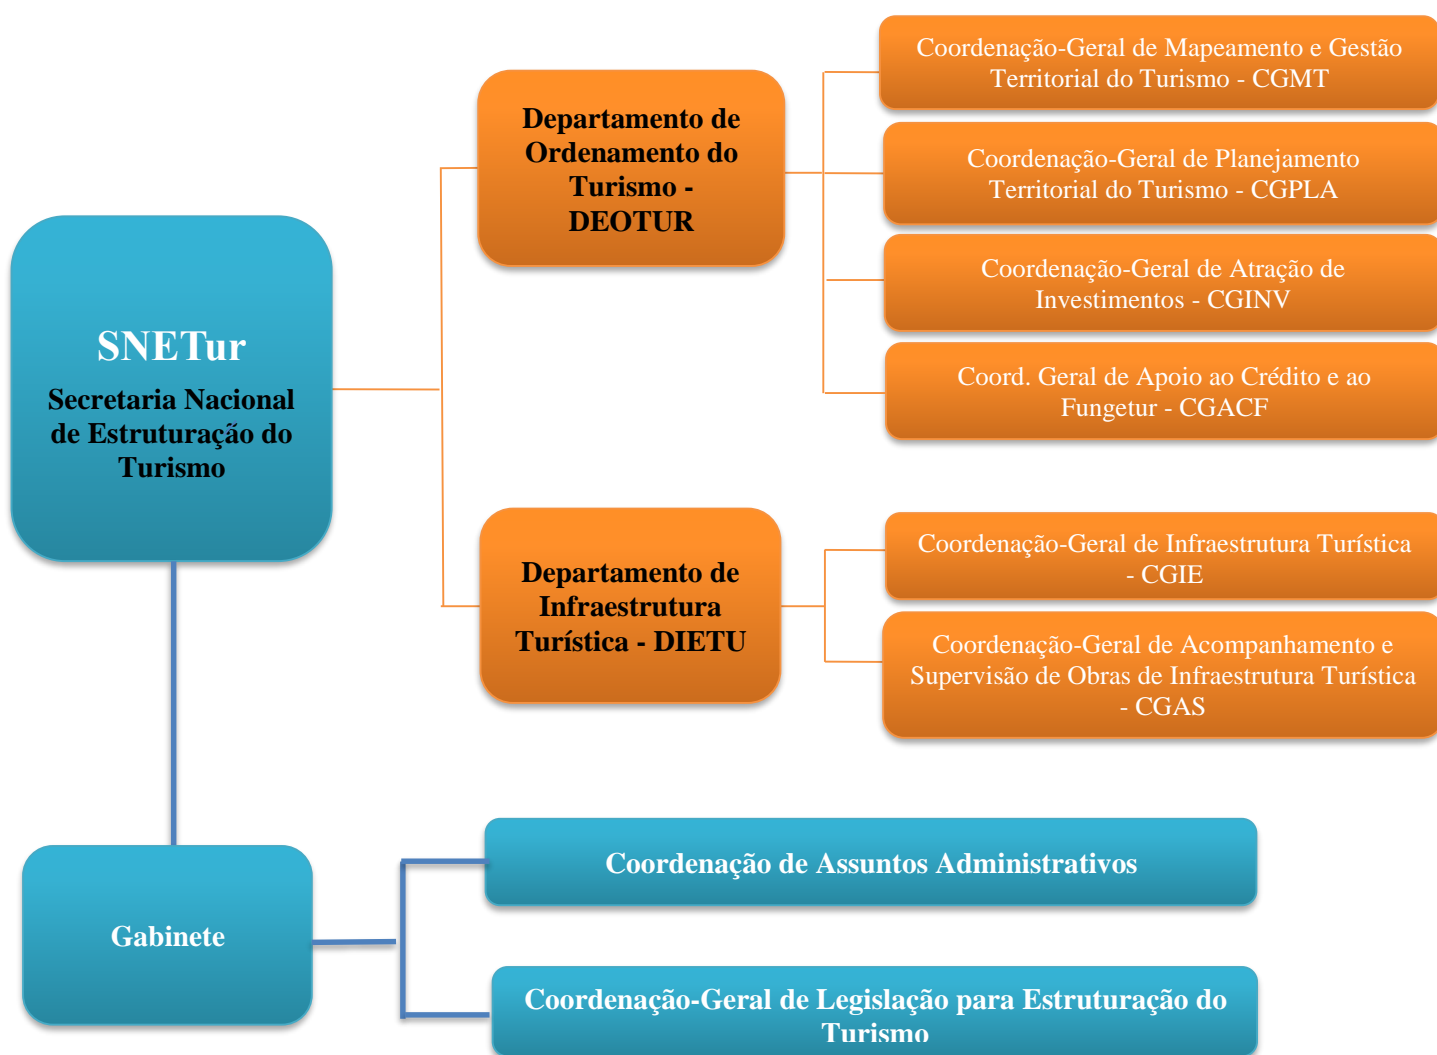 SNETur
Secretaria Nacional
de Estruturação do
Turismo
Departamento de
Ordenamento do
Turismo -
DEOTUR
Coordenação-Geral de Mapeamento e Gestão
Territorial do Turismo - CGMT
Coordenação-Geral de Planejamento
Territorial do Turismo - CGPLA
Coordenação-Geral de Atração de
Investimentos - CGINV
Coord. Geral de Apoio ao Crédito e ao
Fungetur - CGACF
Departamento de
Infraestrutura
Turística - DIETU
Coordenação-Geral de Infraestrutura Turística
- CGIE
Coordenação-Geral de Acompanhamento e
Supervisão de Obras de Infraestrutura Turística
- CGAS
Gabinete
Coordenação de Assuntos Administrativos
Coordenação-Geral de Legislação para Estruturação do
Turismo